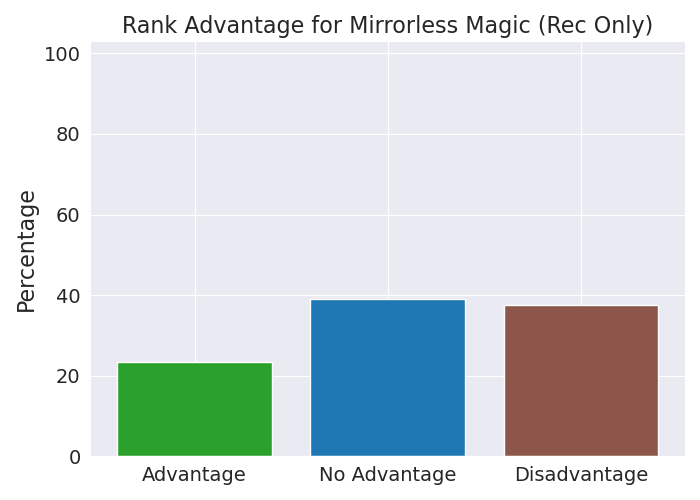 Rank Advantage for Mirrorless Magic (Rec Only)
100
80
60
40
20
0
Percentage
Advantage
No Advantage
Disadvantage